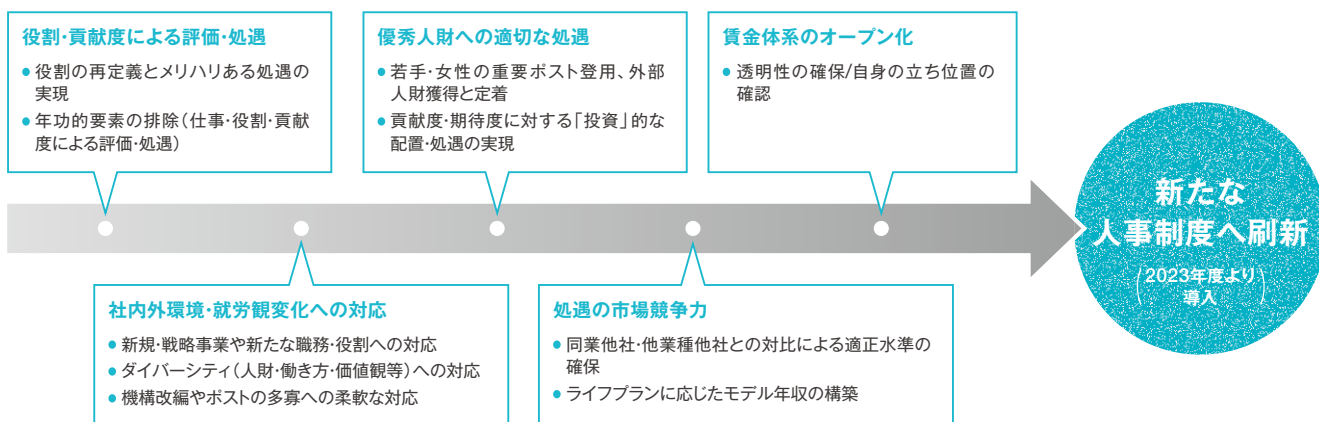 役割・貢献度による評価・処遇
● 役割の再定義とメリハリある処遇の
実現
● 年功的要素の排除（仕事・役割・貢献
度による評価・処遇）
優秀人財への適切な処遇
● 若手・女性の重要ポスト登用、外部
人財獲得と定着
● 貢献度・期待度に対する「投資」的な
配置・処遇の実現
賃金体系のオープン化
● 透明性の確保/自身の立ち位置の
確認
社内外環境・就労観変化への対応
● 新規・戦略事業や新たな職務・役割への対応
● ダイバーシティ（人財・働き方・価値観等）への対応
● 機構改編やポストの多寡への柔軟な対応
処遇の市場競争力
● 同業他社・他業種他社との対比による適正水準の
確保
● ライフプランに応じたモデル年収の構築
新たな
人事制度へ刷新
（2023年度より
導入）